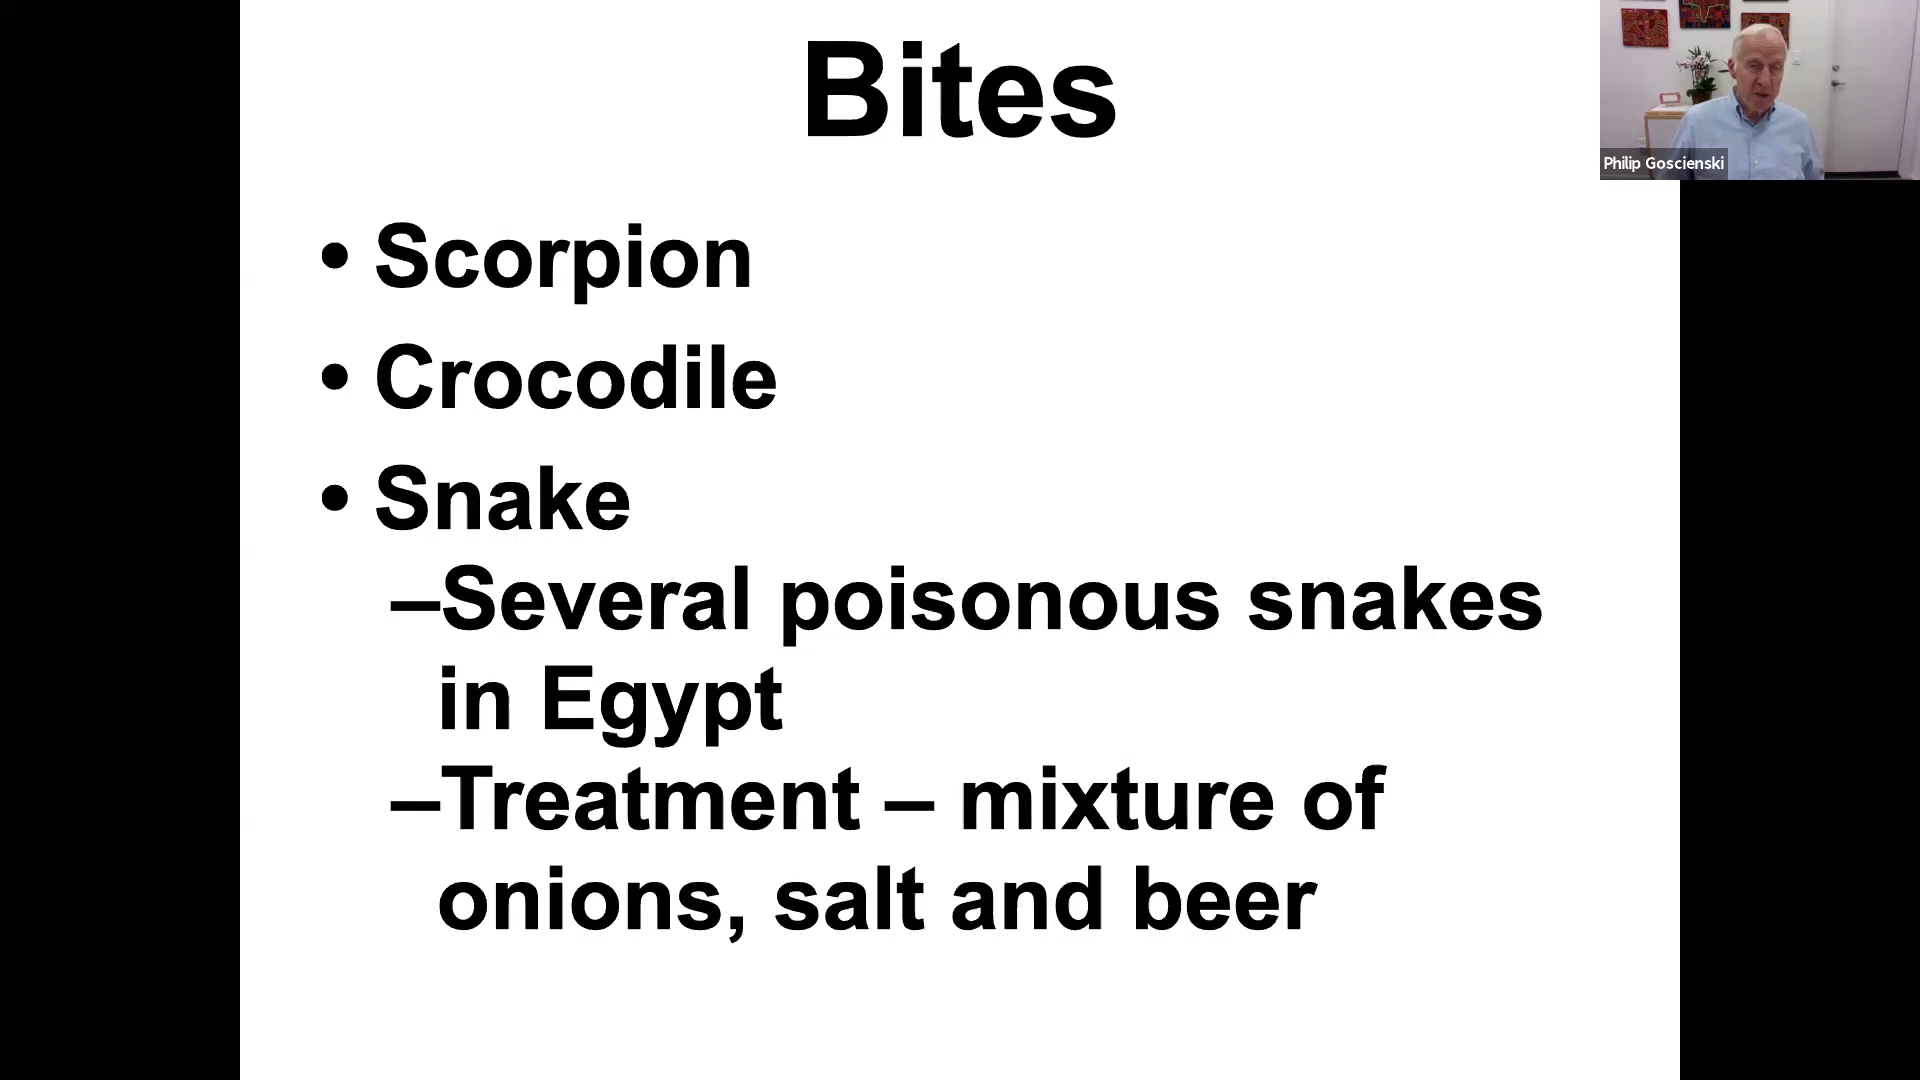 Bites
Philip Goscienski
• Scorpion
• Crocodile
• Snake
–Several poisonous snakes
in Egypt
–Treatment – mixture of
onions, salt and beer